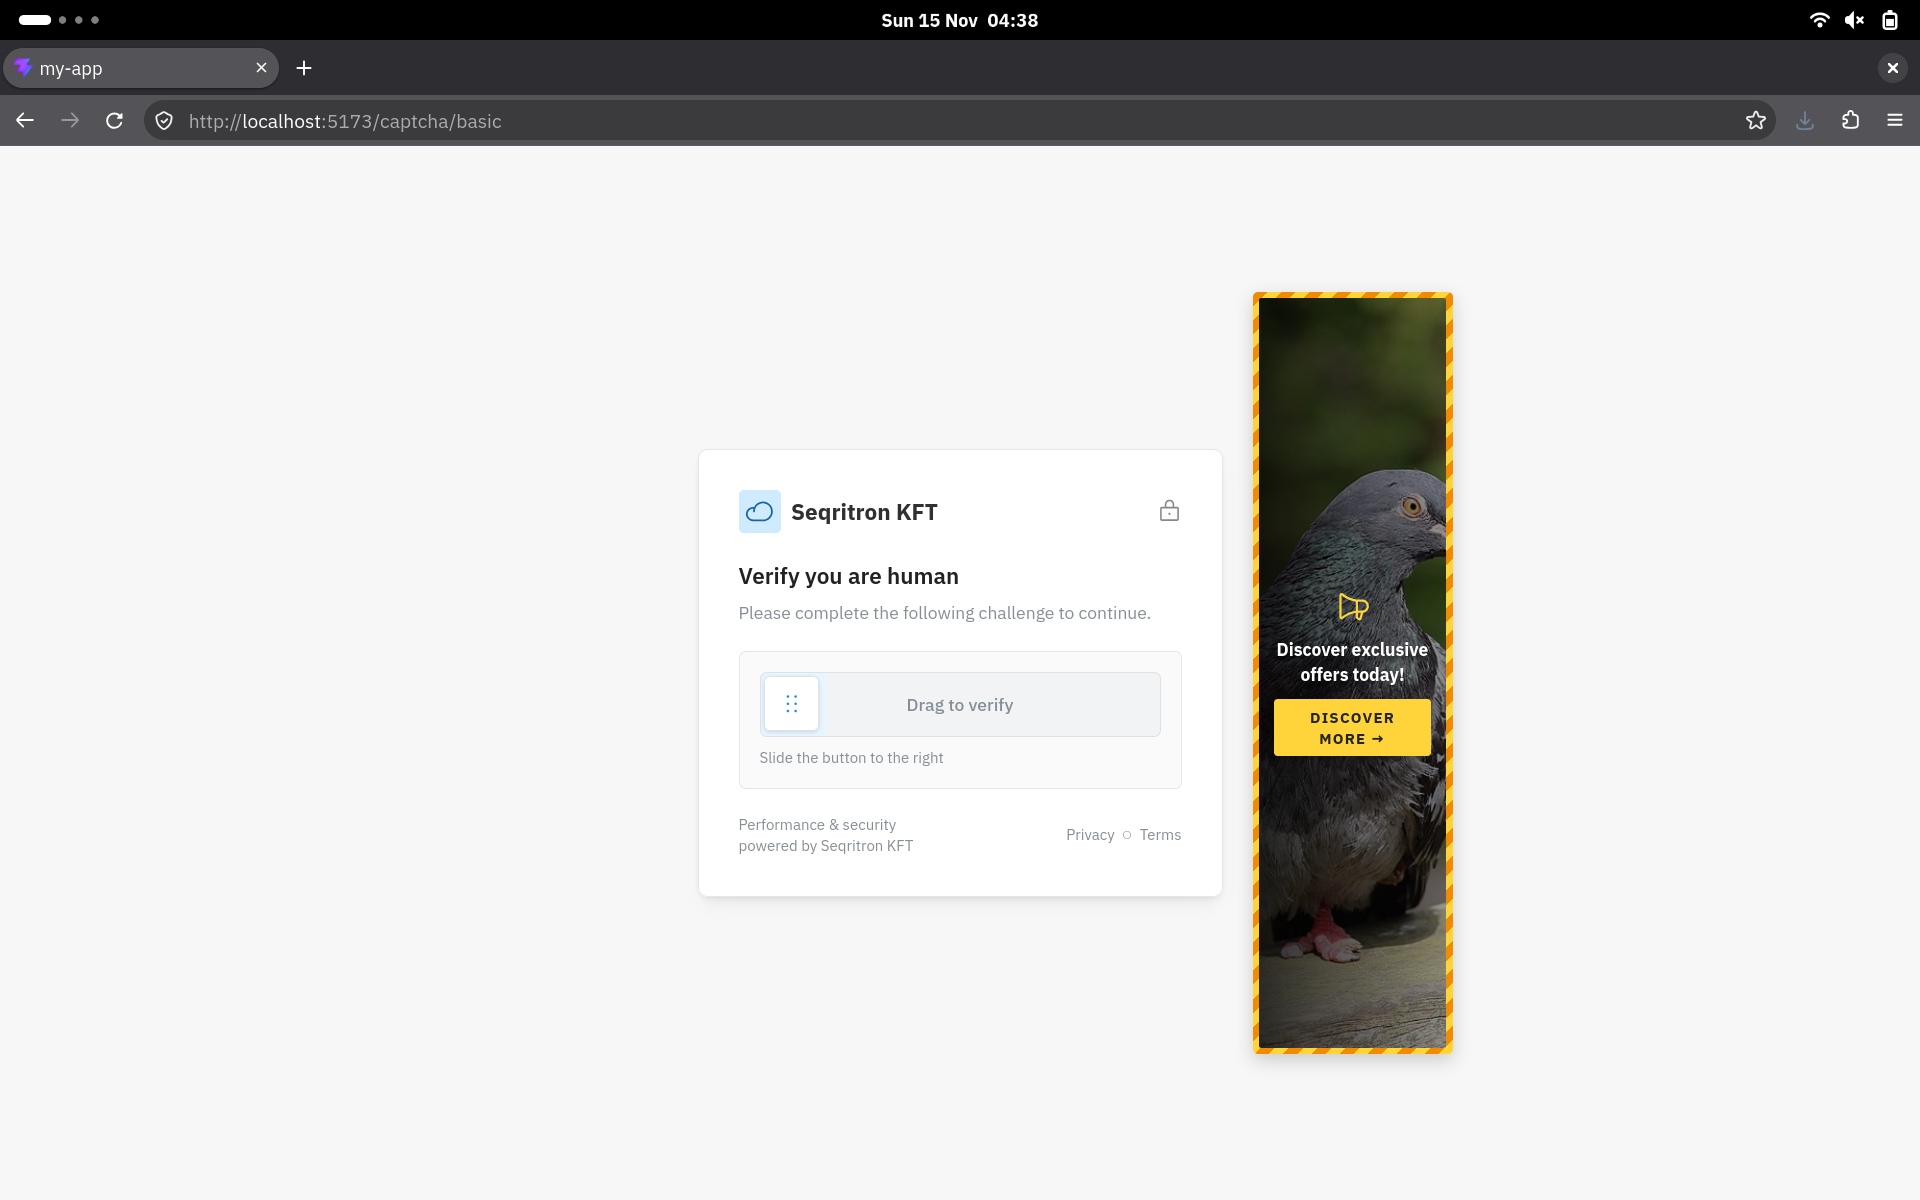 Sun 15 Nov  04:38
my-app
http://localhost:5173/captcha/basic
Seqritron KFT
Verify you are human
Please complete the following challenge to continue.
Drag to verify
Slide the button to the right
Performance & security
powered by Seqritron KFT
Privacy
Terms
Discover exclusive
offers today!
DISCOVER
MORE →